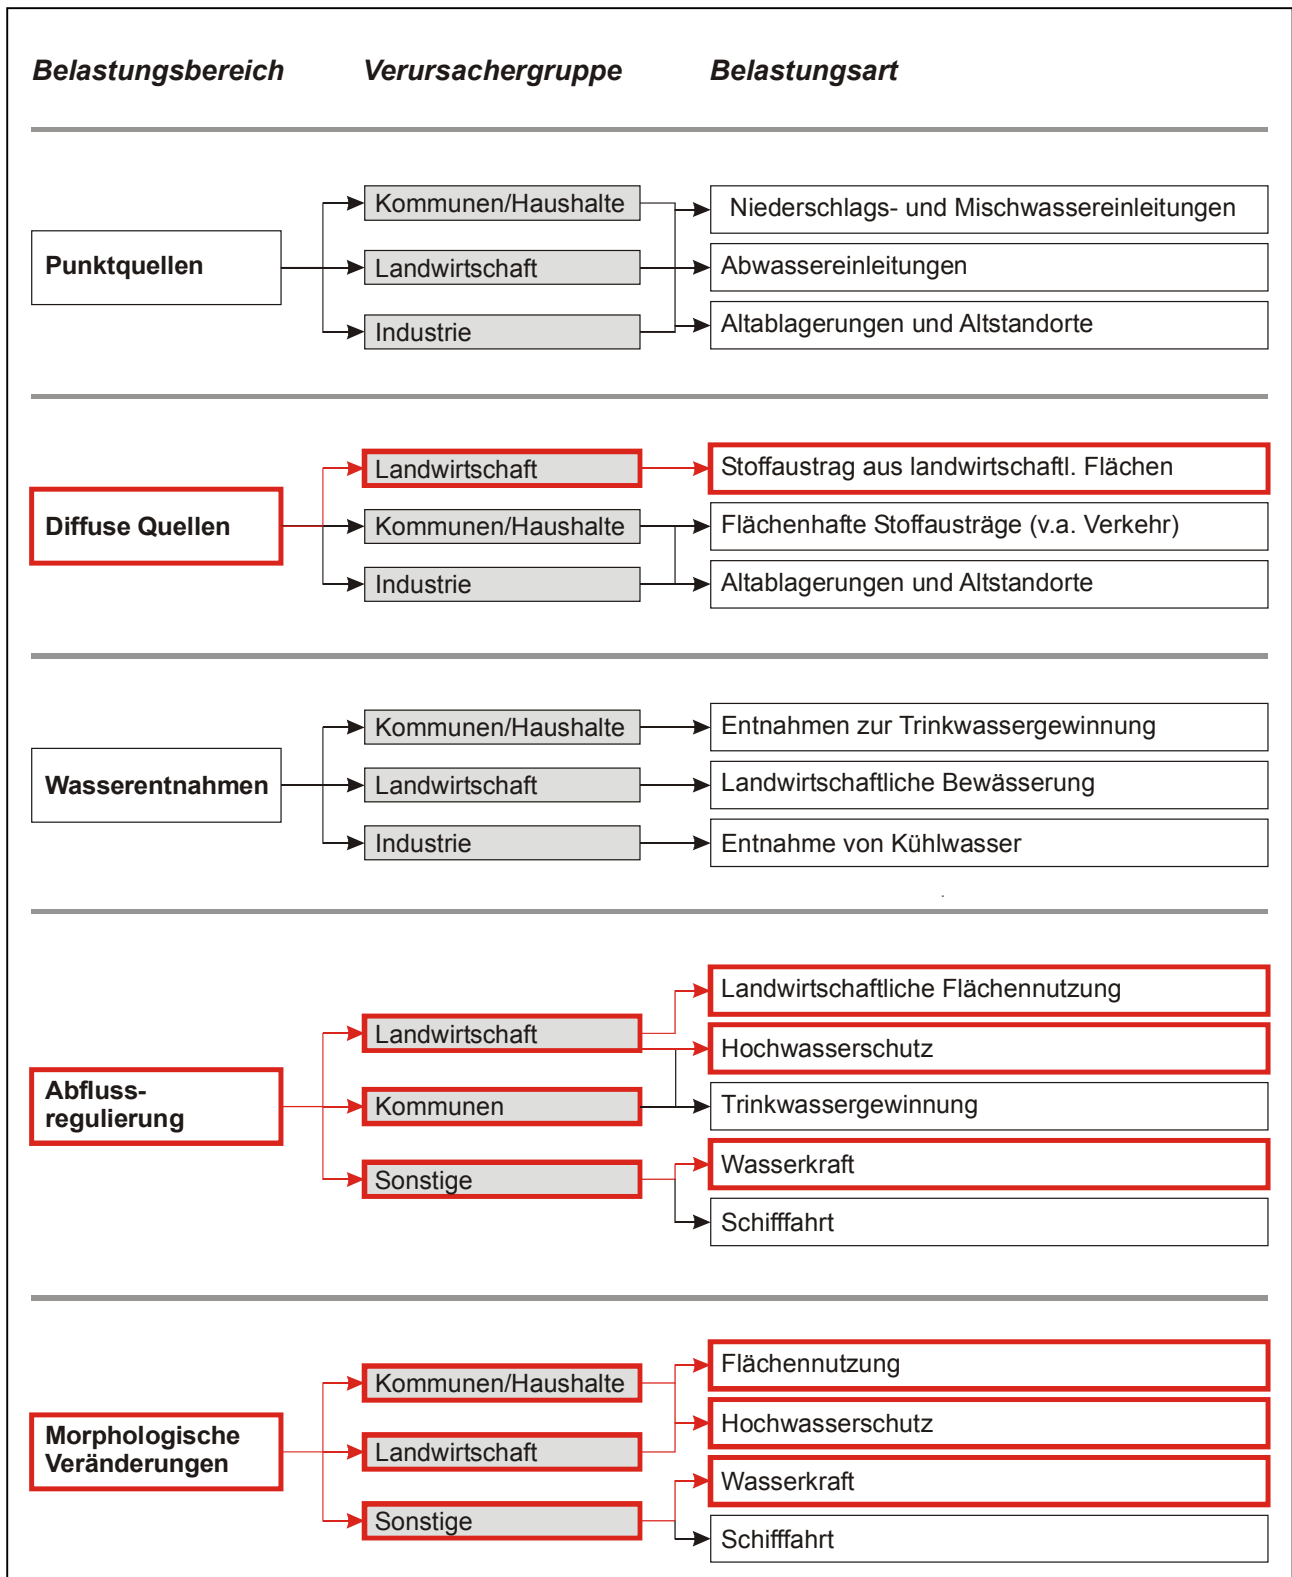 Belastungsbereich Verursachergruppe Belastungsart
Punktquellen
Kommunen/Haushalte
Landwirtschaft
Industrie
Niederschlags- und Mischwassereinleitungen
Abwassereinleitungen
Altablagerungen und Altstandorte
Diffuse Quellen
Landwirtschaft
Kommunen/Haushalte
Industrie
Stoffaustrag aus landwirtschaftl. Flächen
Flächenhafte Stoffausträge (v.a. Verkehr)
Altablagerungen und Altstandorte
Wasserentnahmen
Kommunen/Haushalte
Landwirtschaft
Industrie
Entnahmen zur Trinkwassergewinnung
Landwirtschaftliche Bewässerung
Entnahme von Kühlwasser
Abfluss-
regulierung
Landwirtschaft
Kommunen
Sonstige
Landwirtschaftliche Flächennutzung
Hochwasserschutz
Trinkwassergewinnung
Wasserkraft
Schifffahrt
Morphologische
Veränderungen
Kommunen/Haushalte
Landwirtschaft
Sonstige
Flächennutzung
Hochwasserschutz
Wasserkraft
Schifffahrt